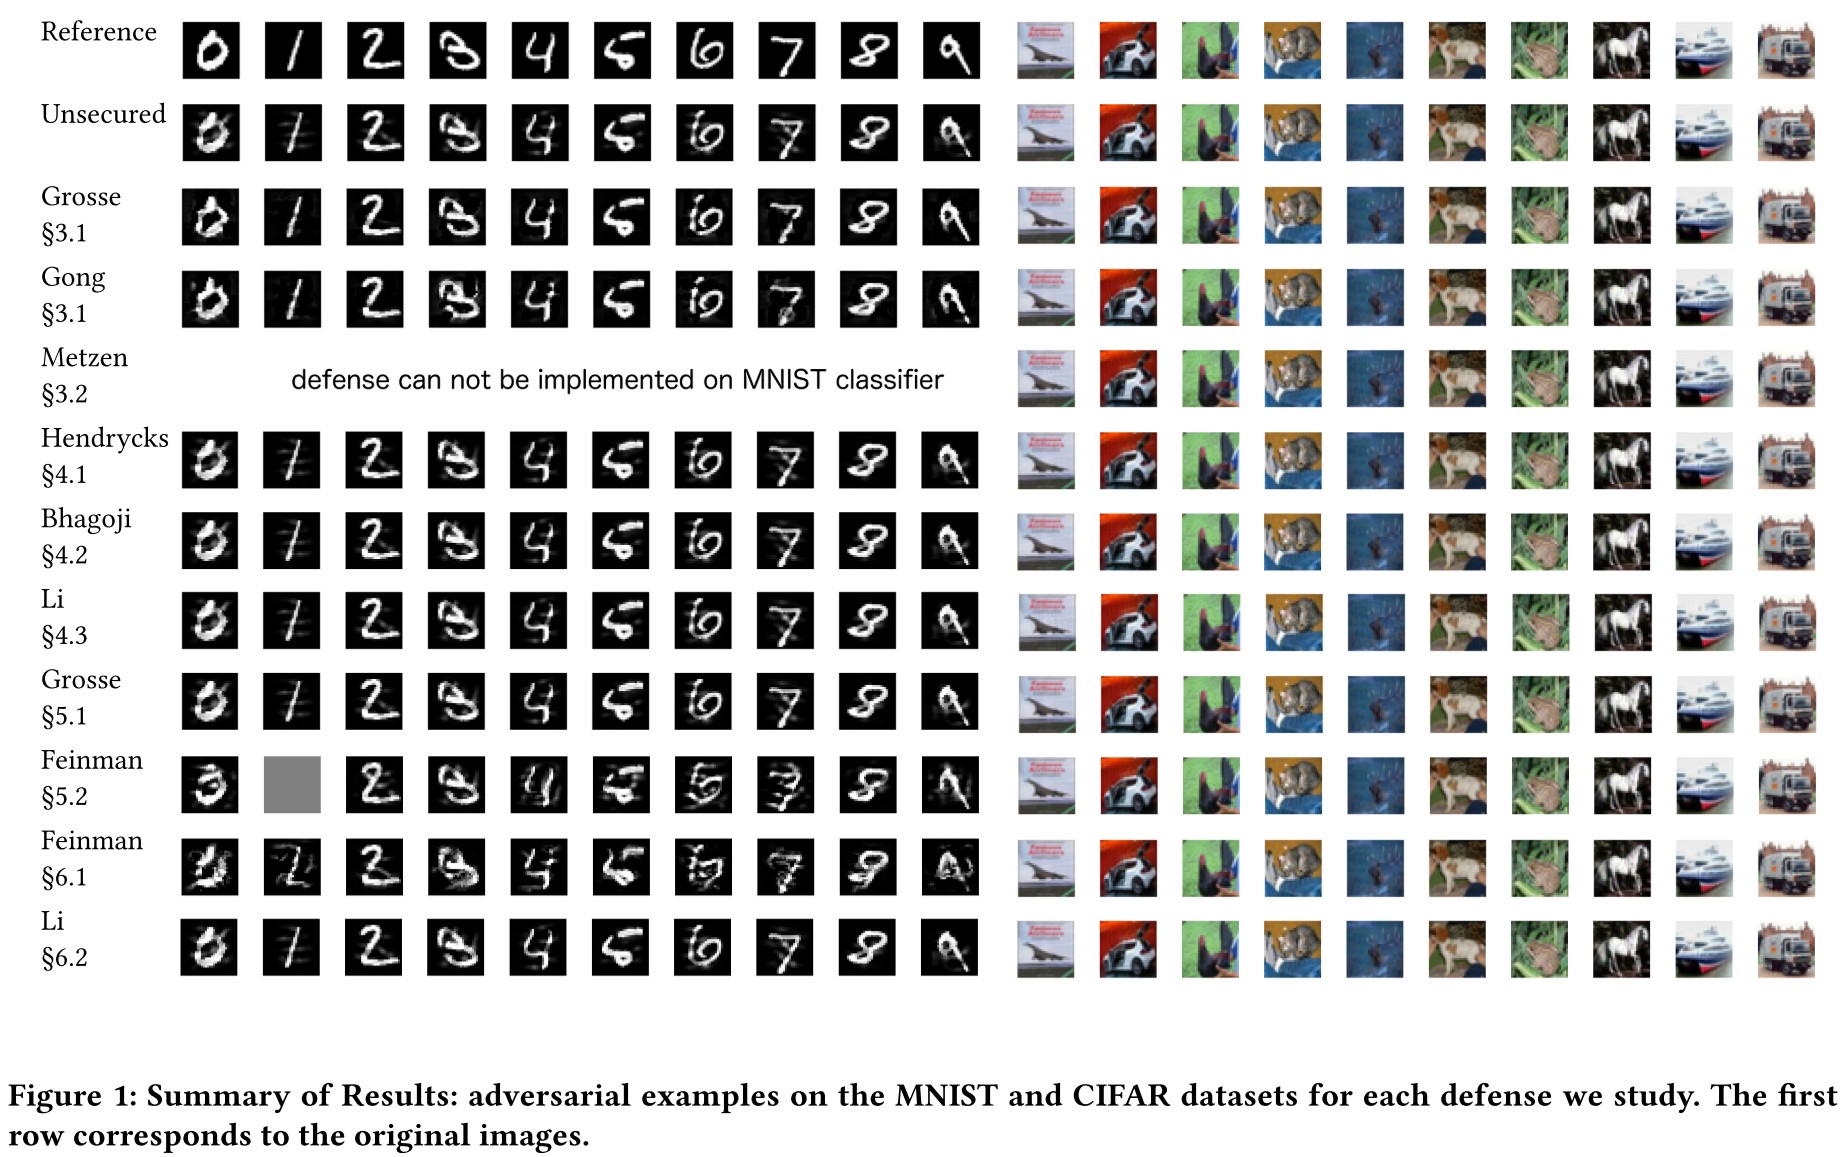 Reference
Unsecured
Grosse
§3.1
Gong
§3.1
Metzen
§3.2
defense can not be implemented on MNIST classifier
Hendrycks
§4.1
Bhagoji
§4.2
Li
§4.3
Grosse
§5.1
Feinman
§5.2
Feinman
§6.1
Li
§6.2
Figure 1: Summary of Results: adversarial examples on the MNIST and CIFAR datasets for each defense we study. The first
row corresponds to the original images.